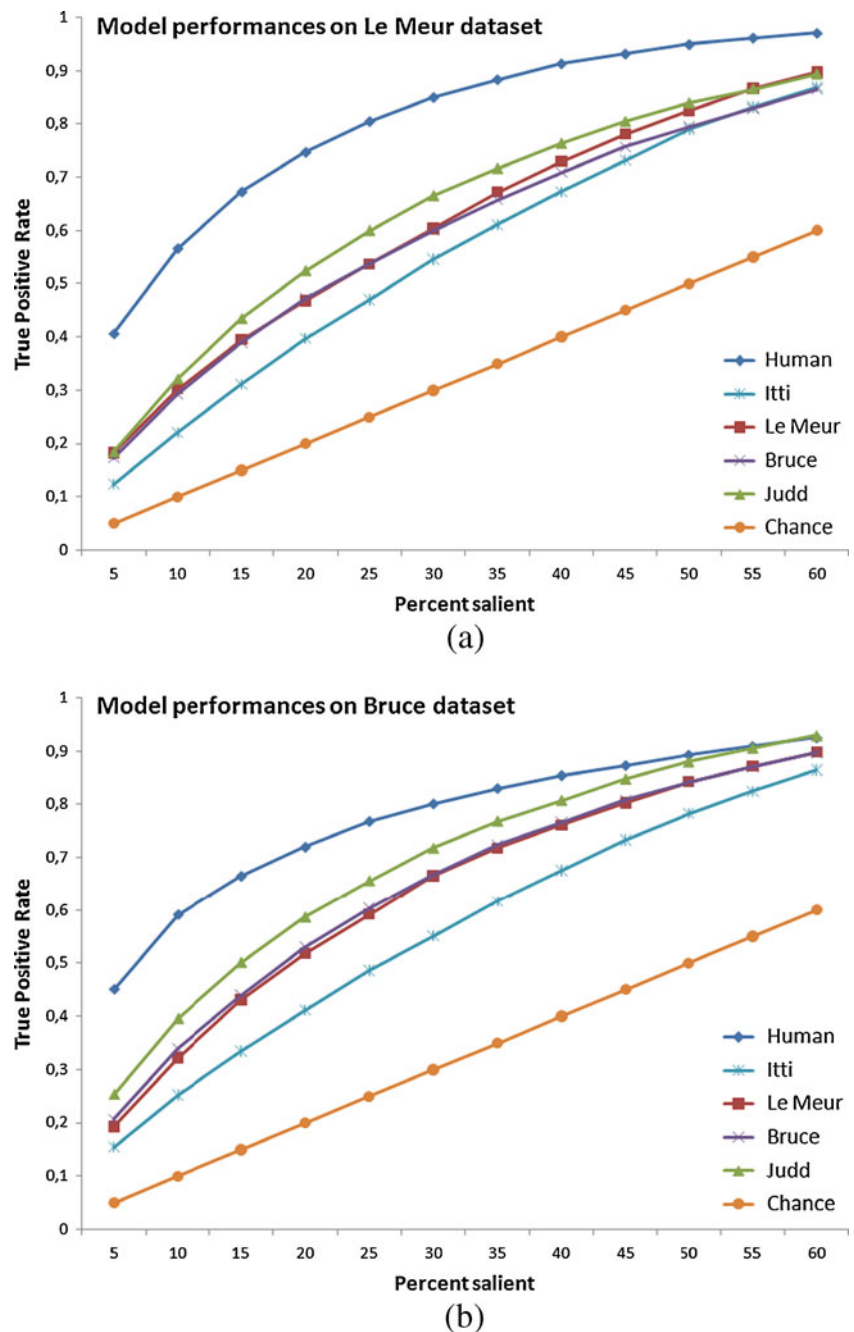 Model performances on Le Meur dataset
1
0,9
0,8
0,7
0,6
0,5
0,4
0,3
0,2
0,1
0
True Positive Rate
Human
Itti
Le Meur
Bruce
Judd
Chance
5 10 15 20 25 30 35 40 45 50 55 60
Percent salient
(a)
Model performances on Bruce dataset
1
0,9
0,8
0,7
0,6
0,5
0,4
0,3
0,2
0,1
0
True Positive Rate
Human
Itti
Le Meur
Bruce
Judd
Chance
5 10 15 20 25 30 35 40 45 50 55 60
Percent salient
(b)